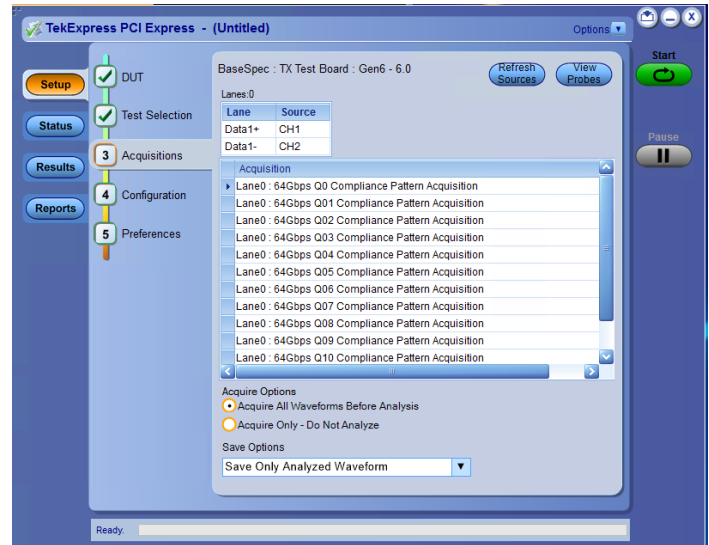 TekExpress PCI Express - (Untitled)
Options
Start
Pause
Setup
Status
Results
Reports
DUT
Test Selection
3 Acquisitions
4 Configuration
5 Preferences
BaseSpec : TX Test Board : Gen6 - 6.0
Refresh Sources
View Probes
Lanes:0
Lane Source
Data1+ CH1
Data1- CH2
Acquisition
Lane0 : 64Gbps Q0 Compliance Pattern Acquisition
Lane0 : 64Gbps Q01 Compliance Pattern Acquisition
Lane0 : 64Gbps Q02 Compliance Pattern Acquisition
Lane0 : 64Gbps Q03 Compliance Pattern Acquisition
Lane0 : 64Gbps Q04 Compliance Pattern Acquisition
Lane0 : 64Gbps Q05 Compliance Pattern Acquisition
Lane0 : 64Gbps Q06 Compliance Pattern Acquisition
Lane0 : 64Gbps Q07 Compliance Pattern Acquisition
Lane0 : 64Gbps Q08 Compliance Pattern Acquisition
Lane0 : 64Gbps Q09 Compliance Pattern Acquisition
Lane0 : 64Gbps Q10 Compliance Pattern Acquisition
Acquire Options
Acquire All Waveforms Before Analysis
Acquire Only - Do Not Analyze
Save Options
Save Only Analyzed Waveform
Ready.